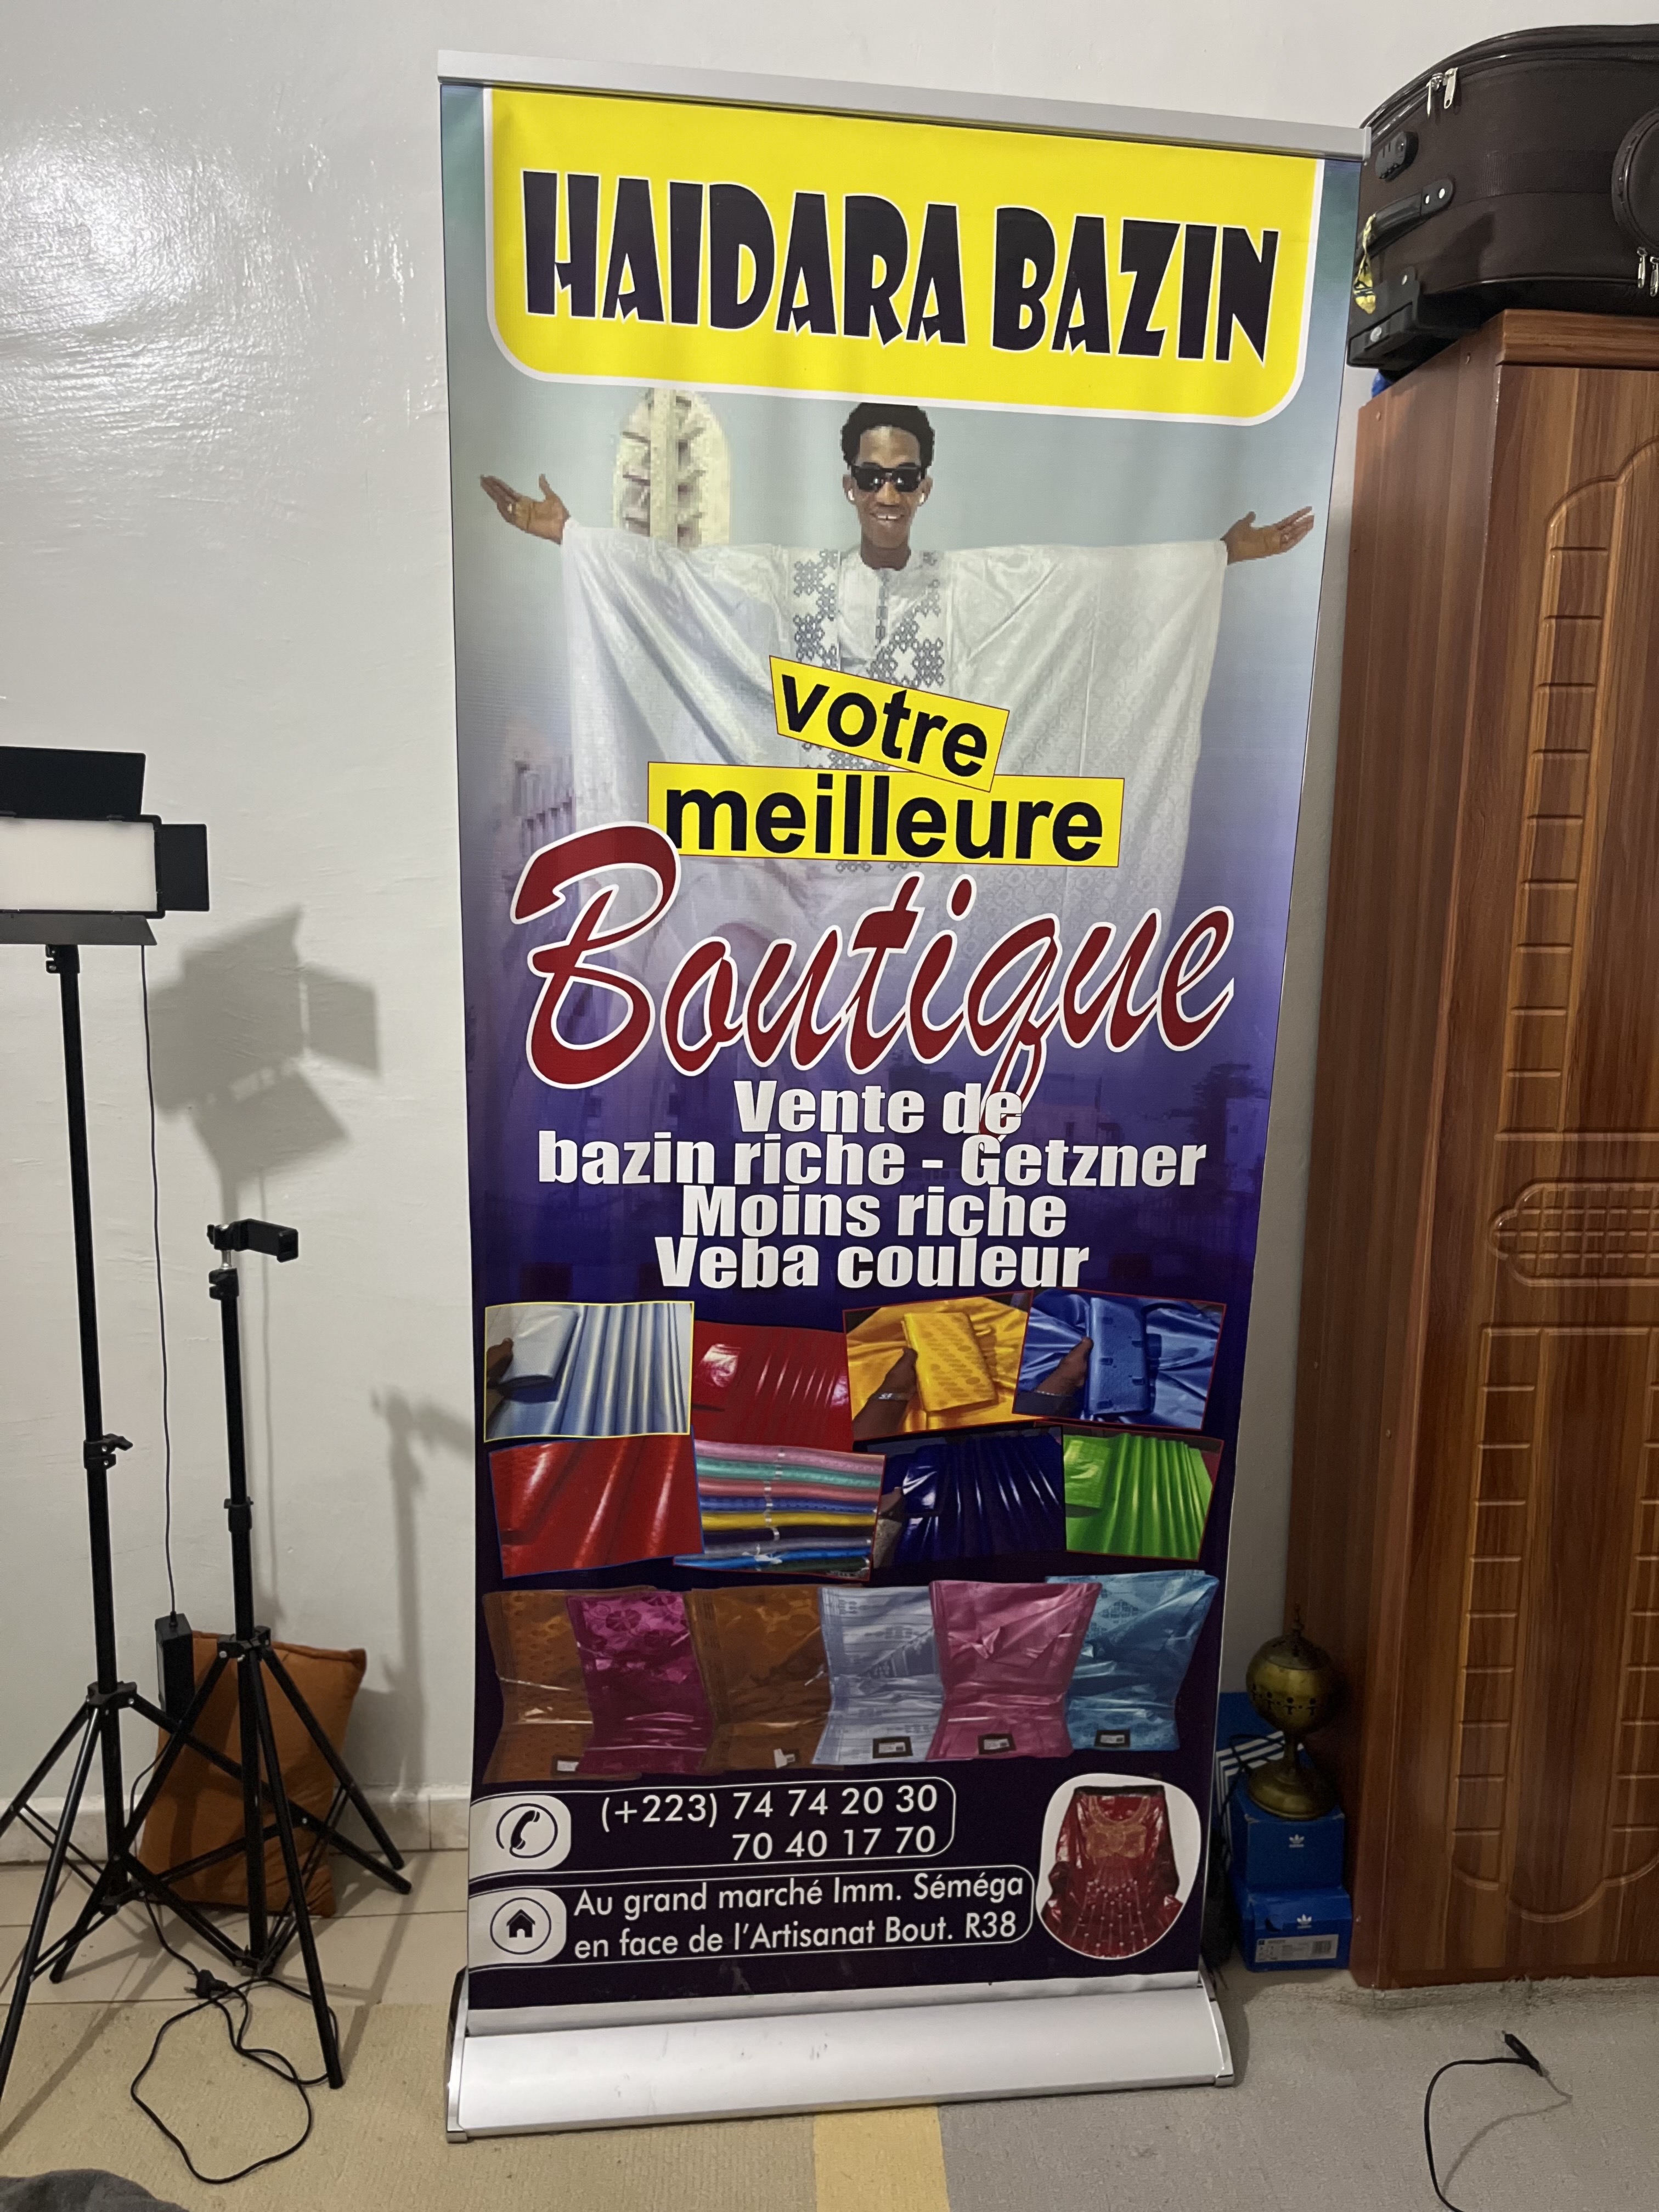 HAIDARA BAZIN
votre
meilleure
Boutique
Vente de
bazin riche - Getzner
Moins riche
Veba couleur
(+223) 74 74 20 30
70 40 17 70
Au grand marché Imm. Séméga
en face de l'Artisanat Bout. R38